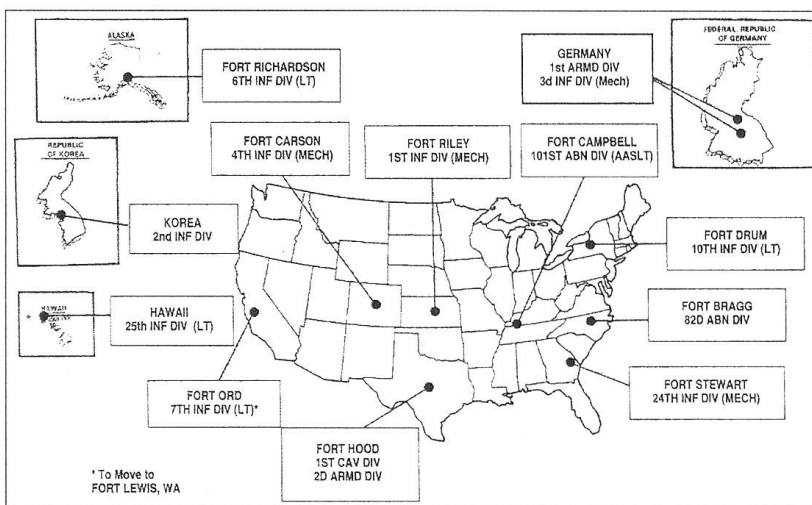 ALASKA
FORT RICHARDSON
6TH INF DIV (LT)
GERMANY
1st ARMD DIV
3d INF DIV (Mech)
FEDERAL REPUBLIC
OF GERMANY
REPUBLIC
OF KOREA
FORT CARSON
4TH INF DIV (MECH)
FORT RILEY
1ST INF DIV (MECH)
FORT CAMPBELL
101ST ABN DIV (AASLT)
KOREA
2nd INF DIV
FORT DRUM
10TH INF DIV (LT)
HAWAII
HAWAII
25th INF DIV (LT)
FORT BRAGG
82D ABN DIV
FORT ORD
7TH INF DIV (LT)*
FORT STEWART
24TH INF DIV (MECH)
FORT HOOD
1ST CAV DIV
2D ARMD DIV
* To Move to
FORT LEWIS, WA